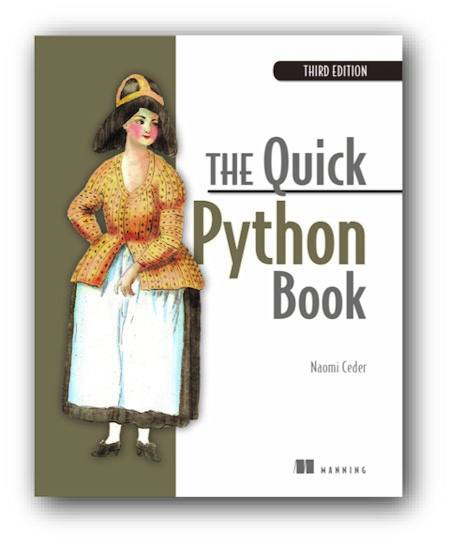 THIRD EDITION
THE Quick
Python
Book
Naomi Ceder
MANNING